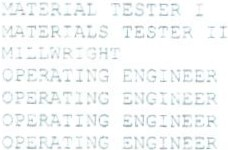 MATERIAL TESTER I
MATERIALS TESTER II
MILLWRIGHT
OPERATING ENGINEER
OPERATING ENGINEER
OPERATING ENGINEER
OPERATING ENGINEER